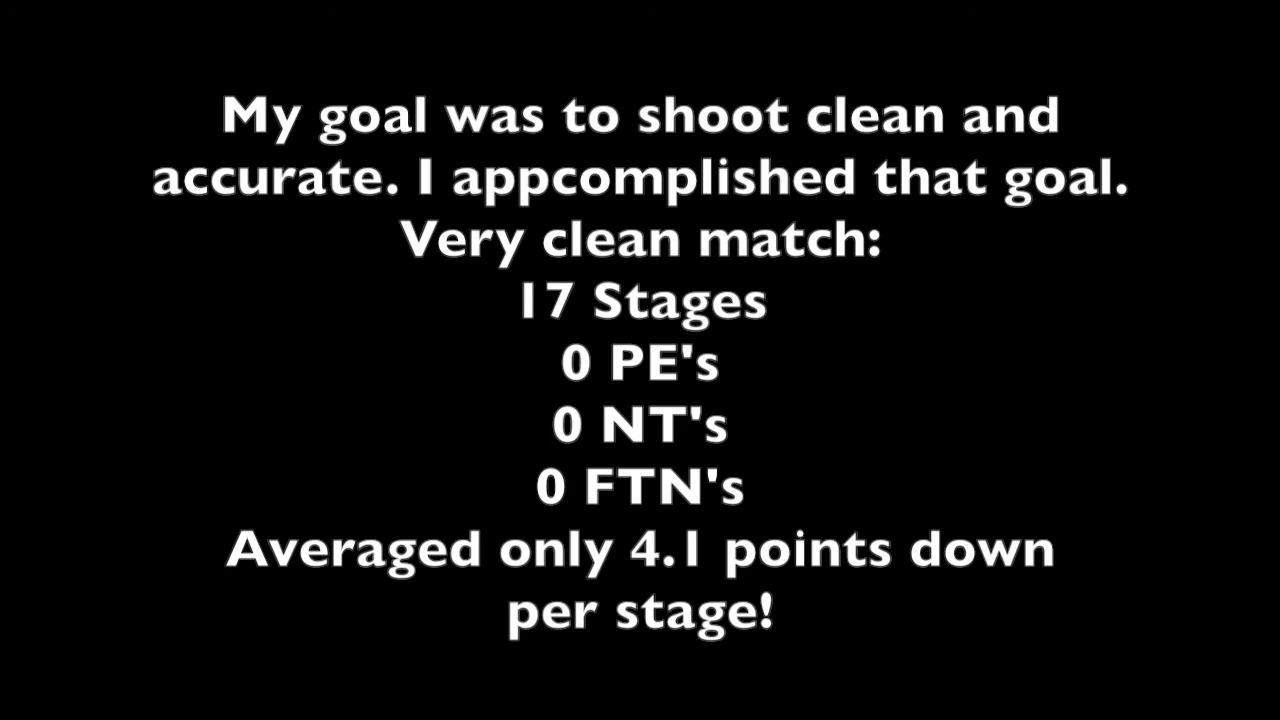 My goal was to shoot clean and
accurate. I appcomplished that goal.
Very clean match:
17 Stages
0 PE's
0 NT's
0 FTN's
Averaged only 4.1 points down
per stage!